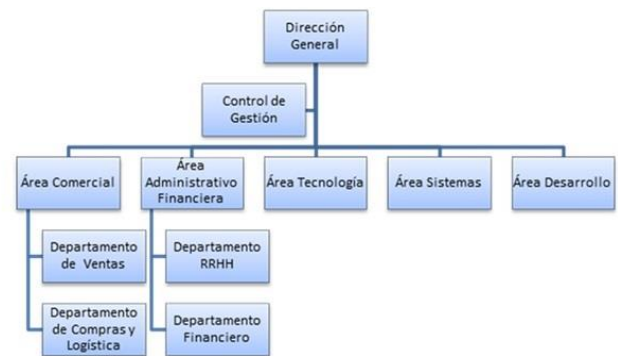 Dirección
General
Control de
Gestión
Área Comercial
Área
Administrativo
Financiera
Área Tecnología
Área Sistemas
Área Desarrollo
Departamento
de Ventas
Departamento
RRHH
Departamento
de Compras y
Logística
Departamento
Financiero